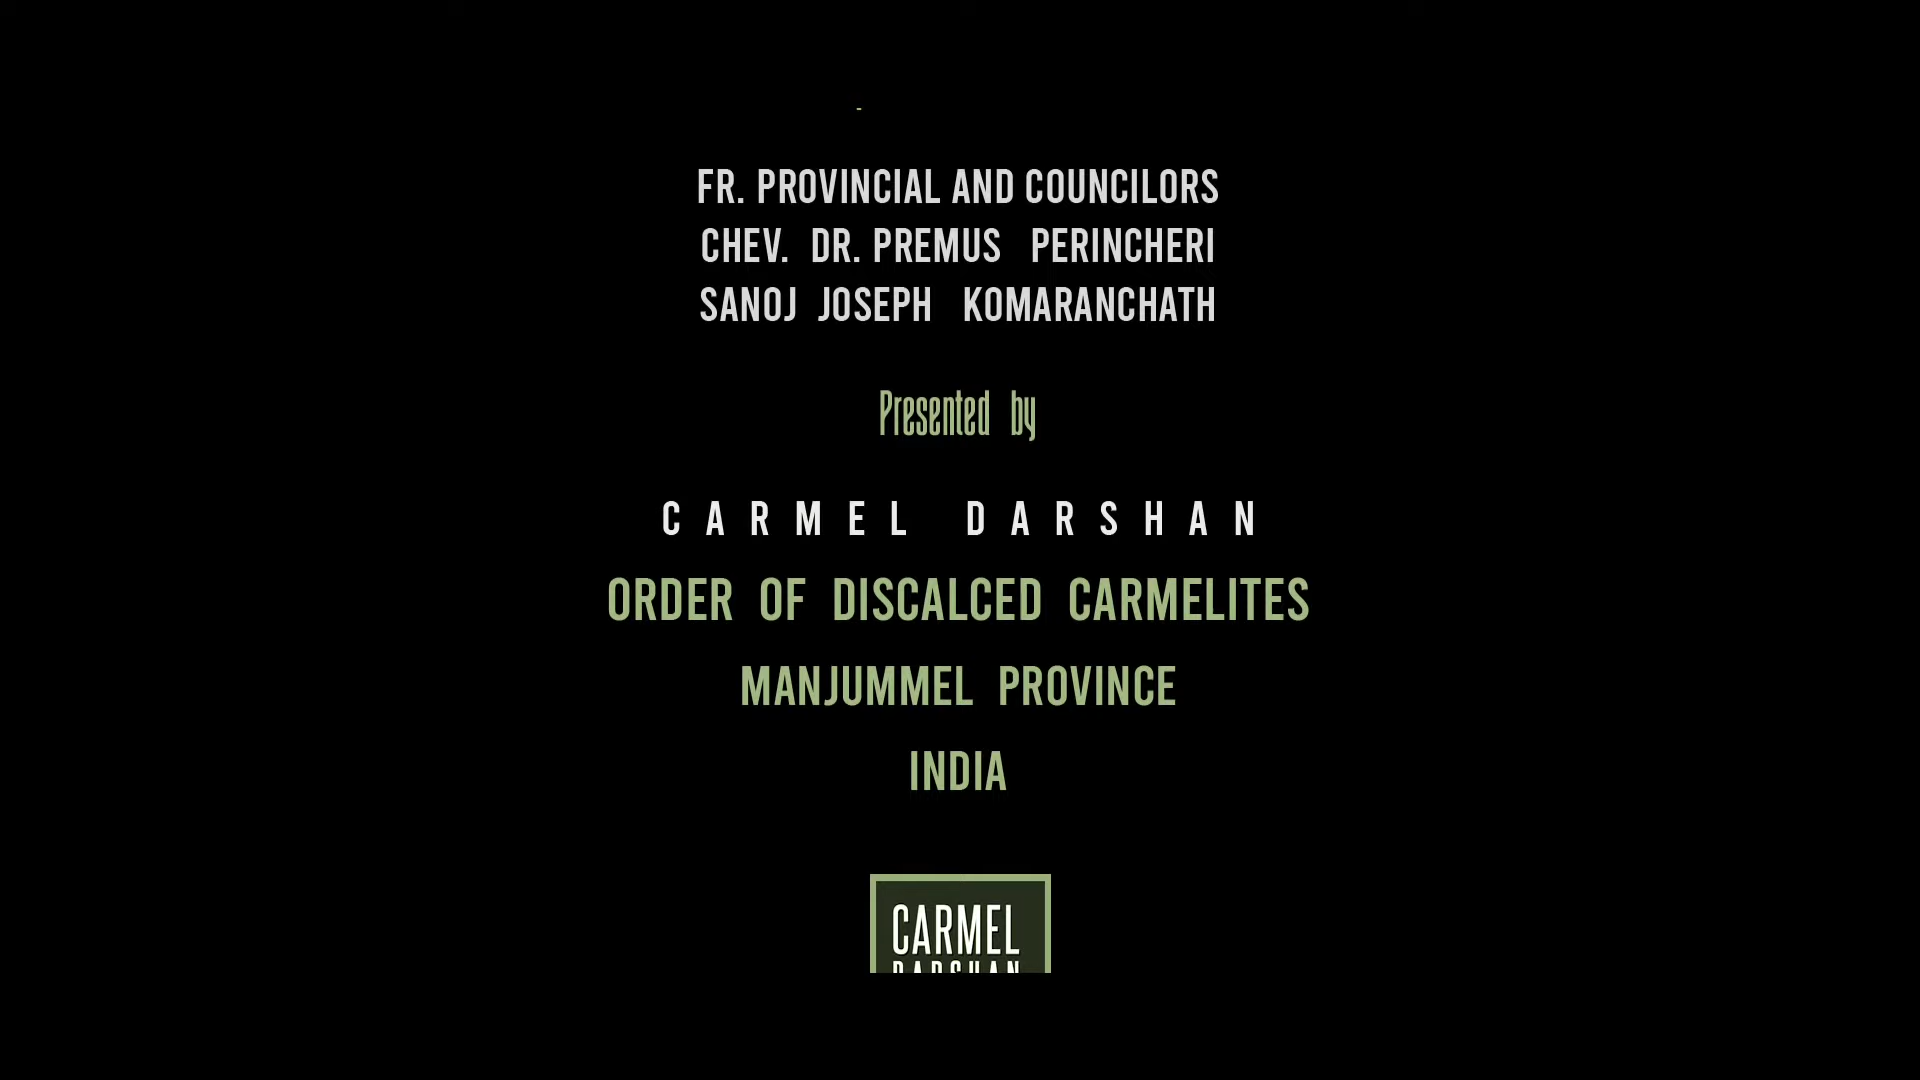 FR. PROVINCIAL AND COUNCILORS
CHEV. DR. PREMUS PERINCHERI
SANOJ JOSEPH KOMARANCHATH
Presented by
CARMEL DARSHAN
ORDER OF DISCALCED CARMELITES
MANJUMMEL PROVINCE
INDIA
CARMEL
DARSHAN